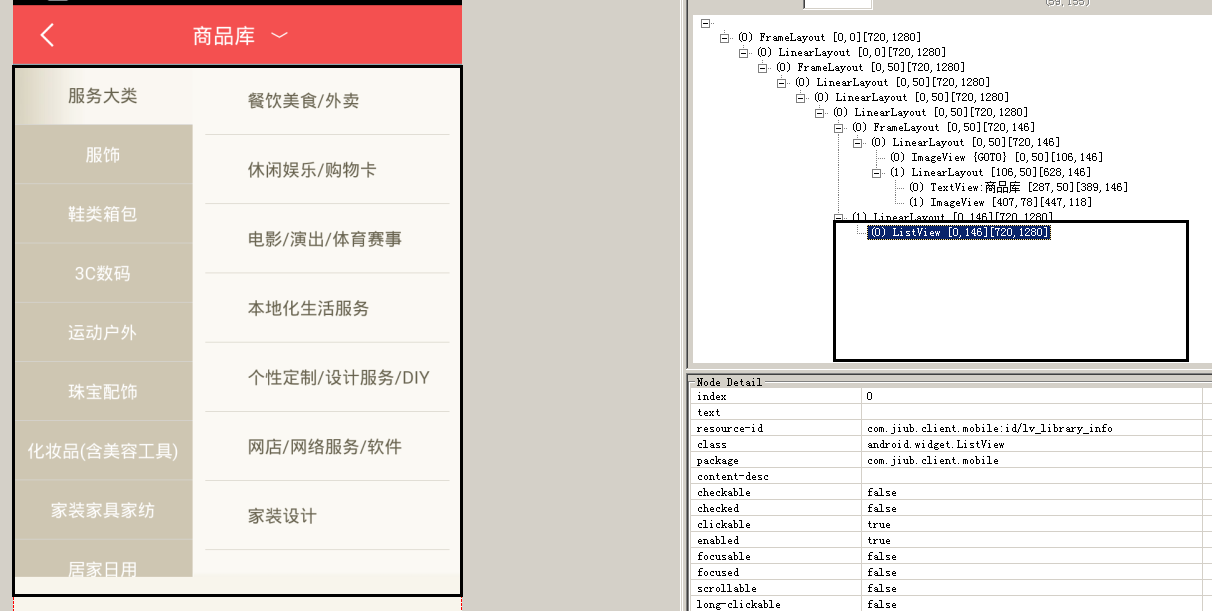 商品库
服务大类
服饰
鞋类箱包
3C数码
运动户外
珠宝配饰
化妆品(含美容工具)
家装家具家纺
居家日用
餐饮美食/外卖
休闲娱乐/购物卡
电影/演出/体育赛事
本地化生活服务
个性定制/设计服务/DIY
网店/网络服务/软件
家装设计
(0) FrameLayout [0,0][720,1280]
(0) LinearLayout [0,0][720,1280]
(0) FrameLayout [0,50][720,1280]
(0) LinearLayout [0,50][720,1280]
(0) LinearLayout [0,50][720,1280]
(0) LinearLayout [0,50][720,1280]
(0) FrameLayout [0,50][720,146]
(0) LinearLayout [0,50][720,146]
(0) ImageView {GOTO} [0,50][106,146]
(1) LinearLayout [106,50][628,146]
(0) TextView:商品库 [287,50][389,146]
(1) ImageView [407,78][447,118]
(1) LinearLayout [0,146][720,1280]
(0) ListView [0,146][720,1280]
Node Detail
index 0
text
resource-id com.jiub.client.mobile:id/lv_library_info
class android.widget.ListView
package com.jiub.client.mobile
content-desc
checkable false
checked false
clickable true
enabled true
focusable false
focused false
scrollable false
long-clickable false